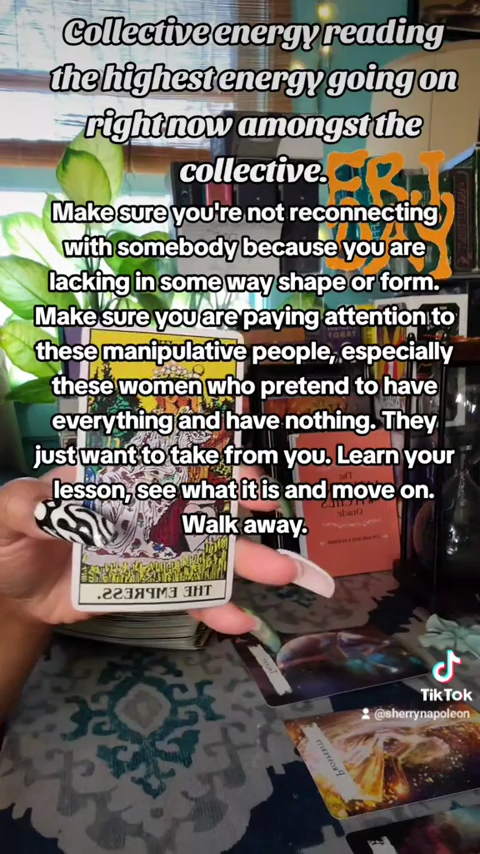 Collective energy reading
the highest energy going on
right now amongst the
collective.
FRI
DAY
Make sure you're not reconnecting
with somebody because you are
lacking in some way shape or form.
Make sure you are paying attention to
these manipulative people, especially
these women who pretend to have
everything and have nothing. They
just want to take from you. Learn your
lesson, see what it is and move on.
Walk away.
THE EMPRESS.
TikTok
@sherrynapoleon